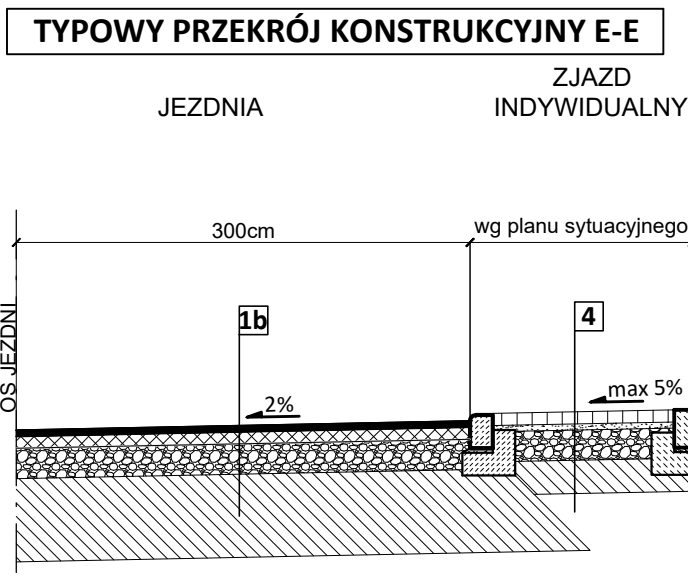 TYPOWY PRZEKRÓJ KONSTRUKCYJNY E-E
JEZDNIA
ZJAZD
INDYWIDUALNY
300cm
wg planu sytuacyjnego
OŚ JEZDNI
1b
4
2%
max 5%